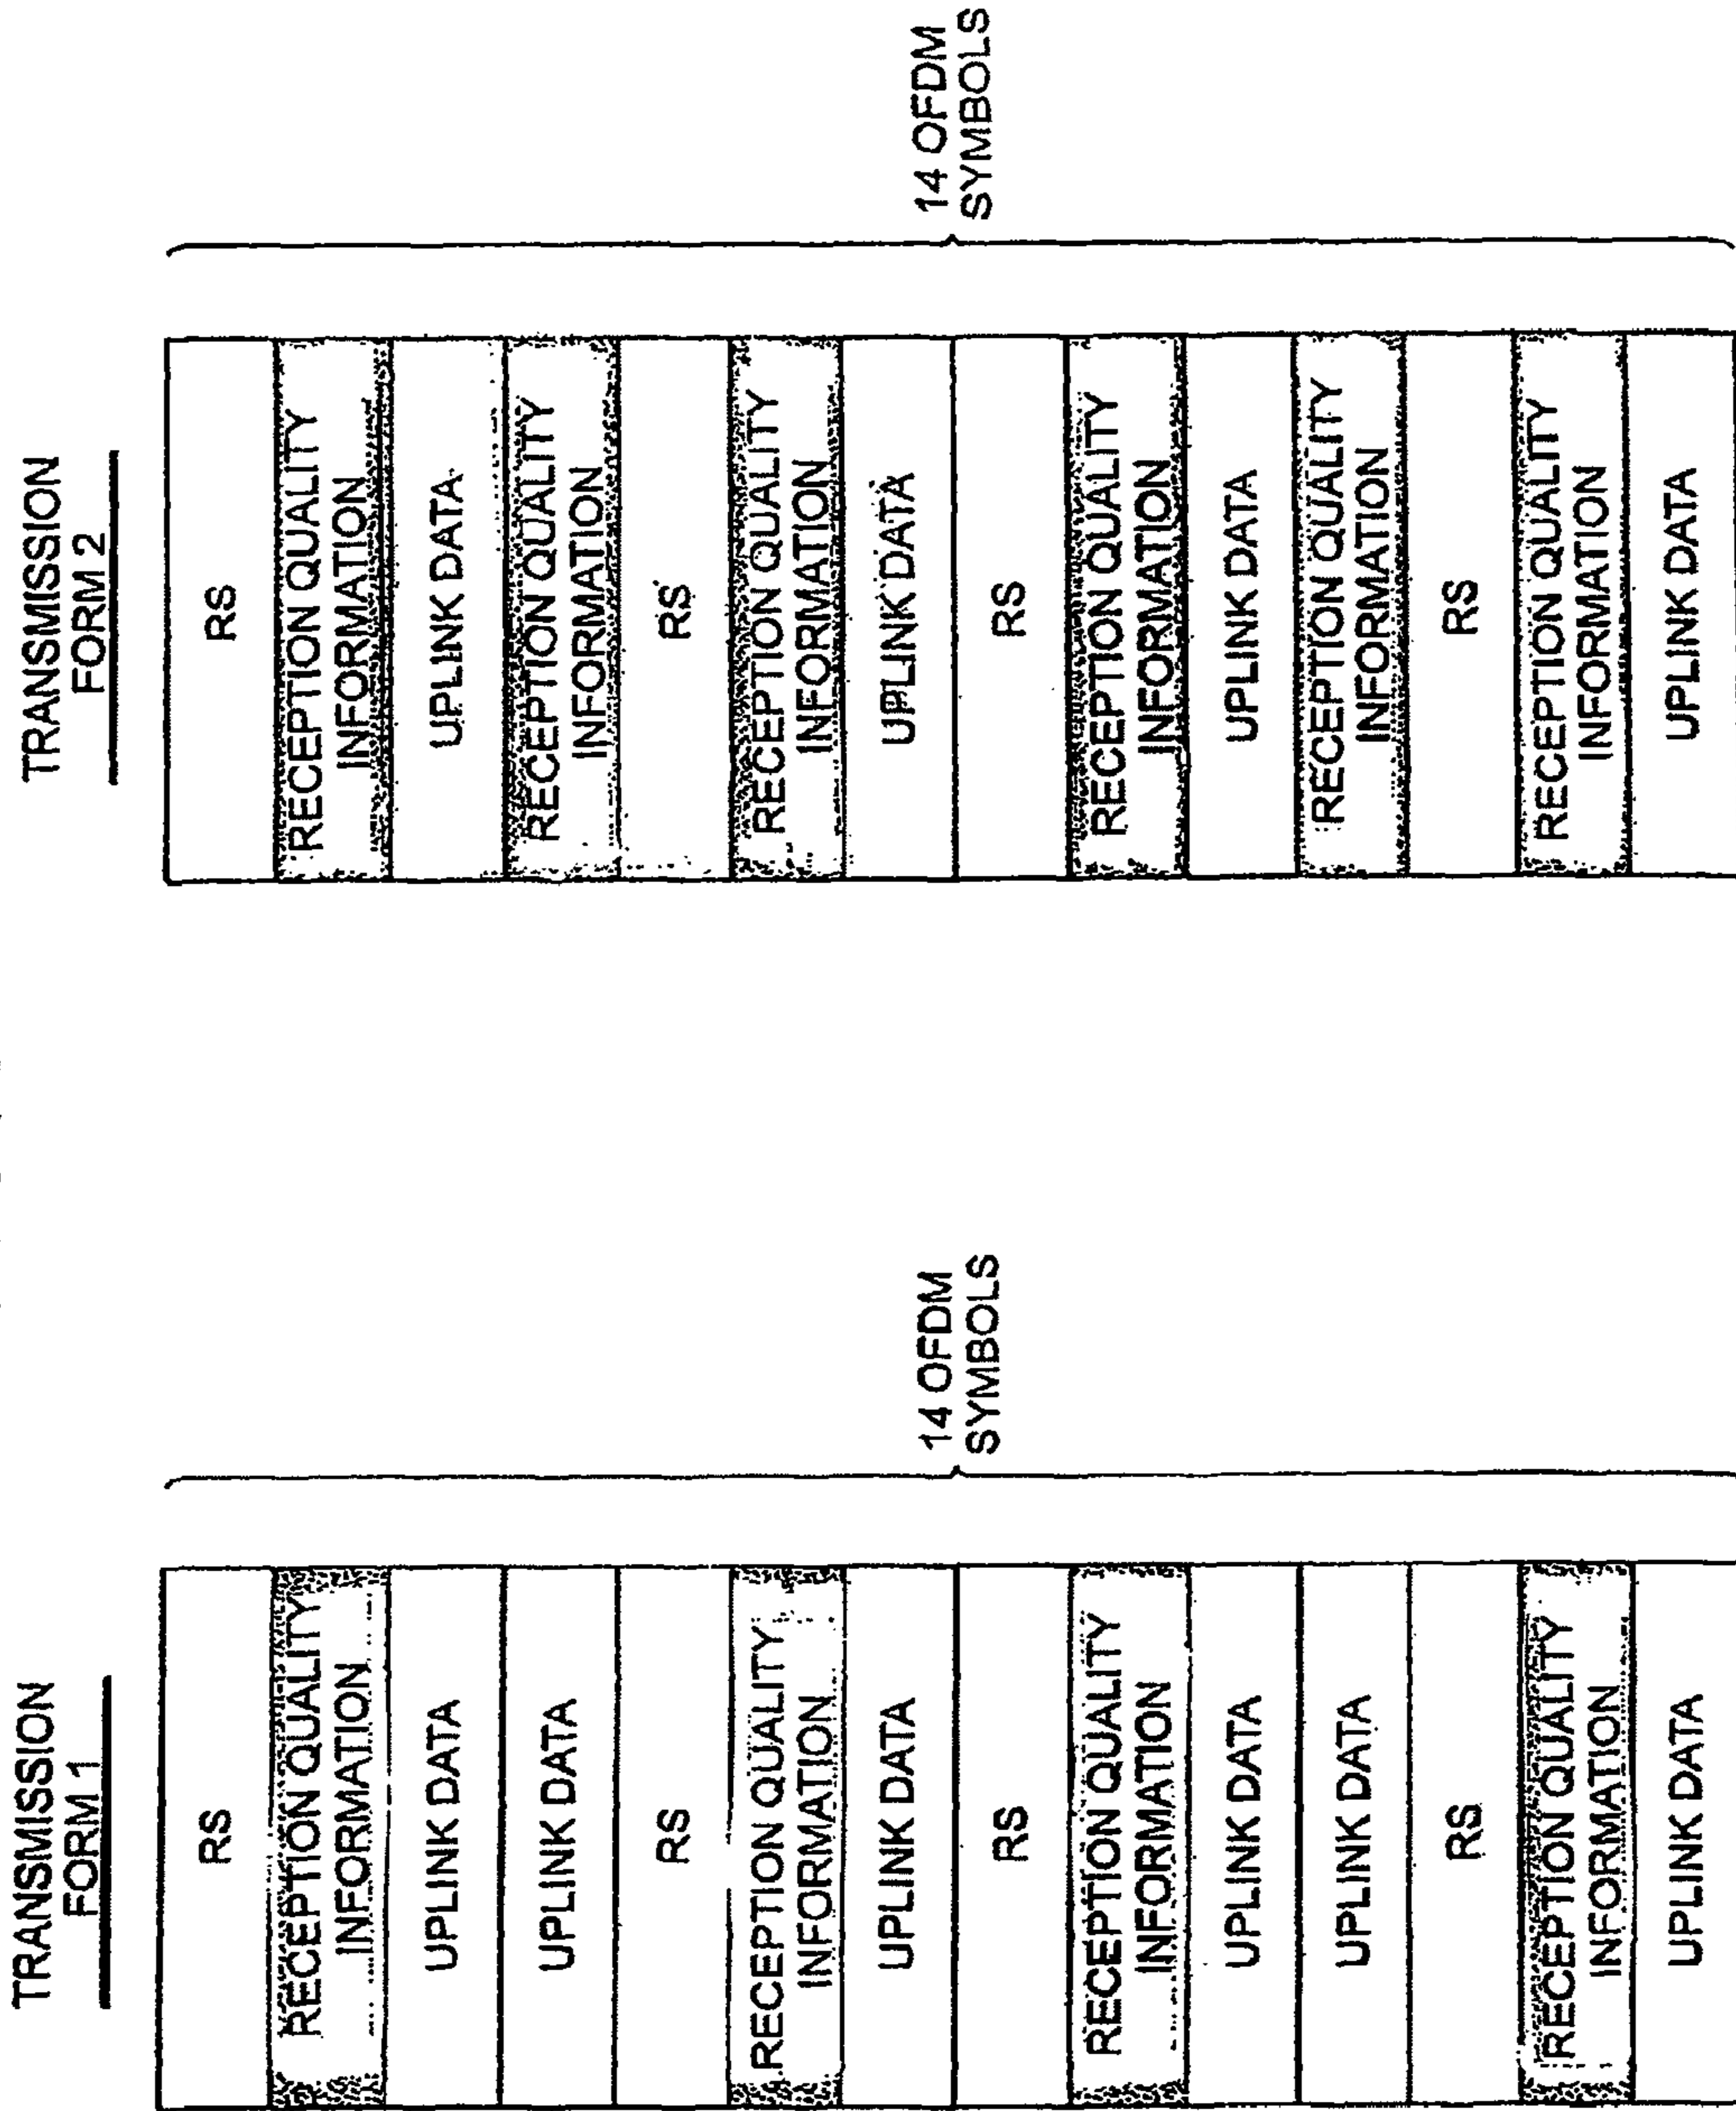 TRANSMISSION
FORM 1
RS
RECEPTION QUALITY
INFORMATION
UPLINK DATA
UPLINK DATA
RS
RECEPTION QUALITY
INFORMATION
UPLINK DATA
RS
RECEPTION QUALITY
INFORMATION
UPLINK DATA
UPLINK DATA
RS
RECEPTION QUALITY
INFORMATION
UPLINK DATA
14 OFDM
SYMBOLS
TRANSMISSION
FORM 2
RS
RECEPTION QUALITY
INFORMATION
UPLINK DATA
RECEPTION QUALITY
INFORMATION
RS
RECEPTION QUALITY
INFORMATION
UPLINK DATA
RS
RECEPTION QUALITY
INFORMATION
UPLINK DATA
RECEPTION QUALITY
INFORMATION
RS
RECEPTION QUALITY
INFORMATION
UPLINK DATA
14 OFDM
SYMBOLS